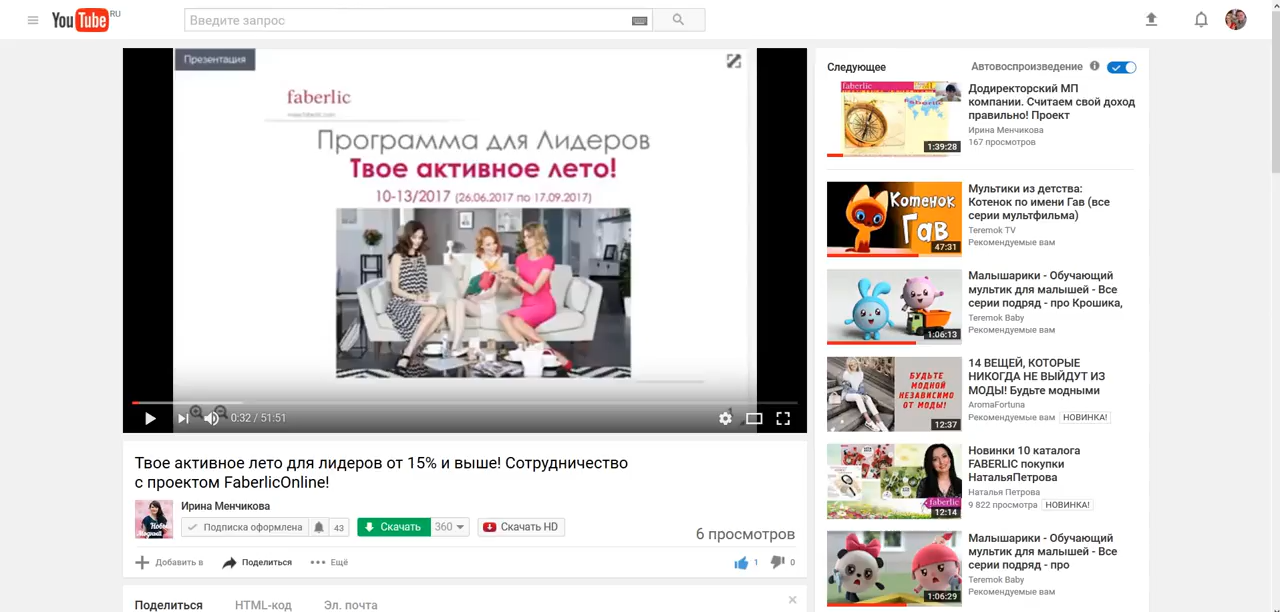 YouTube RU
Введите запрос
Презентация
faberlic
www.faberlic.com
Программа для Лидеров
Твое активное лето!
10-13/2017 (26.06.2017 по 17.09.2017)
0:32 / 51:51
Твое активное лето для лидеров от 15% и выше! Сотрудничество
с проектом FaberlicOnline!
Ирина Менчикова
Подписка оформлена 43
Скачать 360
Скачать HD
6 просмотров
Добавить в
Поделиться
Ещё
1
0
Поделиться
HTML-код
Эл. почта
Следующее
Автовоспроизведение
faberlic
1:39:28
Додиректорский МП
компании. Считаем свой доход
правильно! Проект
Ирина Менчикова
167 просмотров
Котенок
Гав
47:31
Мультики из детства:
Котенок по имени Гав (все
серии мультфильма)
Teremok TV
Рекомендуемые вам
1:06:13
Малышарики - Обучающий
мультик для малышей - Все
серии подряд - про Крошика,
Teremok Baby
Рекомендуемые вам
БУДЬТЕ
МОДНОЙ
НЕЗАВИСИМО
ОТ МОДЫ!
12:37
14 ВЕЩЕЙ, КОТОРЫЕ
НИКОГДА НЕ ВЫЙДУТ ИЗ
МОДЫ! Будьте модными
AromaFortuna
Рекомендуемые вам НОВИНКА!
faberlic
12:14
Новинки 10 каталога
FABERLIC покупки
НатальяПетрова
Наталья Петрова
9 822 просмотра НОВИНКА!
1:06:29
Малышарики - Обучающий
мультик для малышей - Все
серии подряд - про
Teremok Baby
Рекомендуемые вам